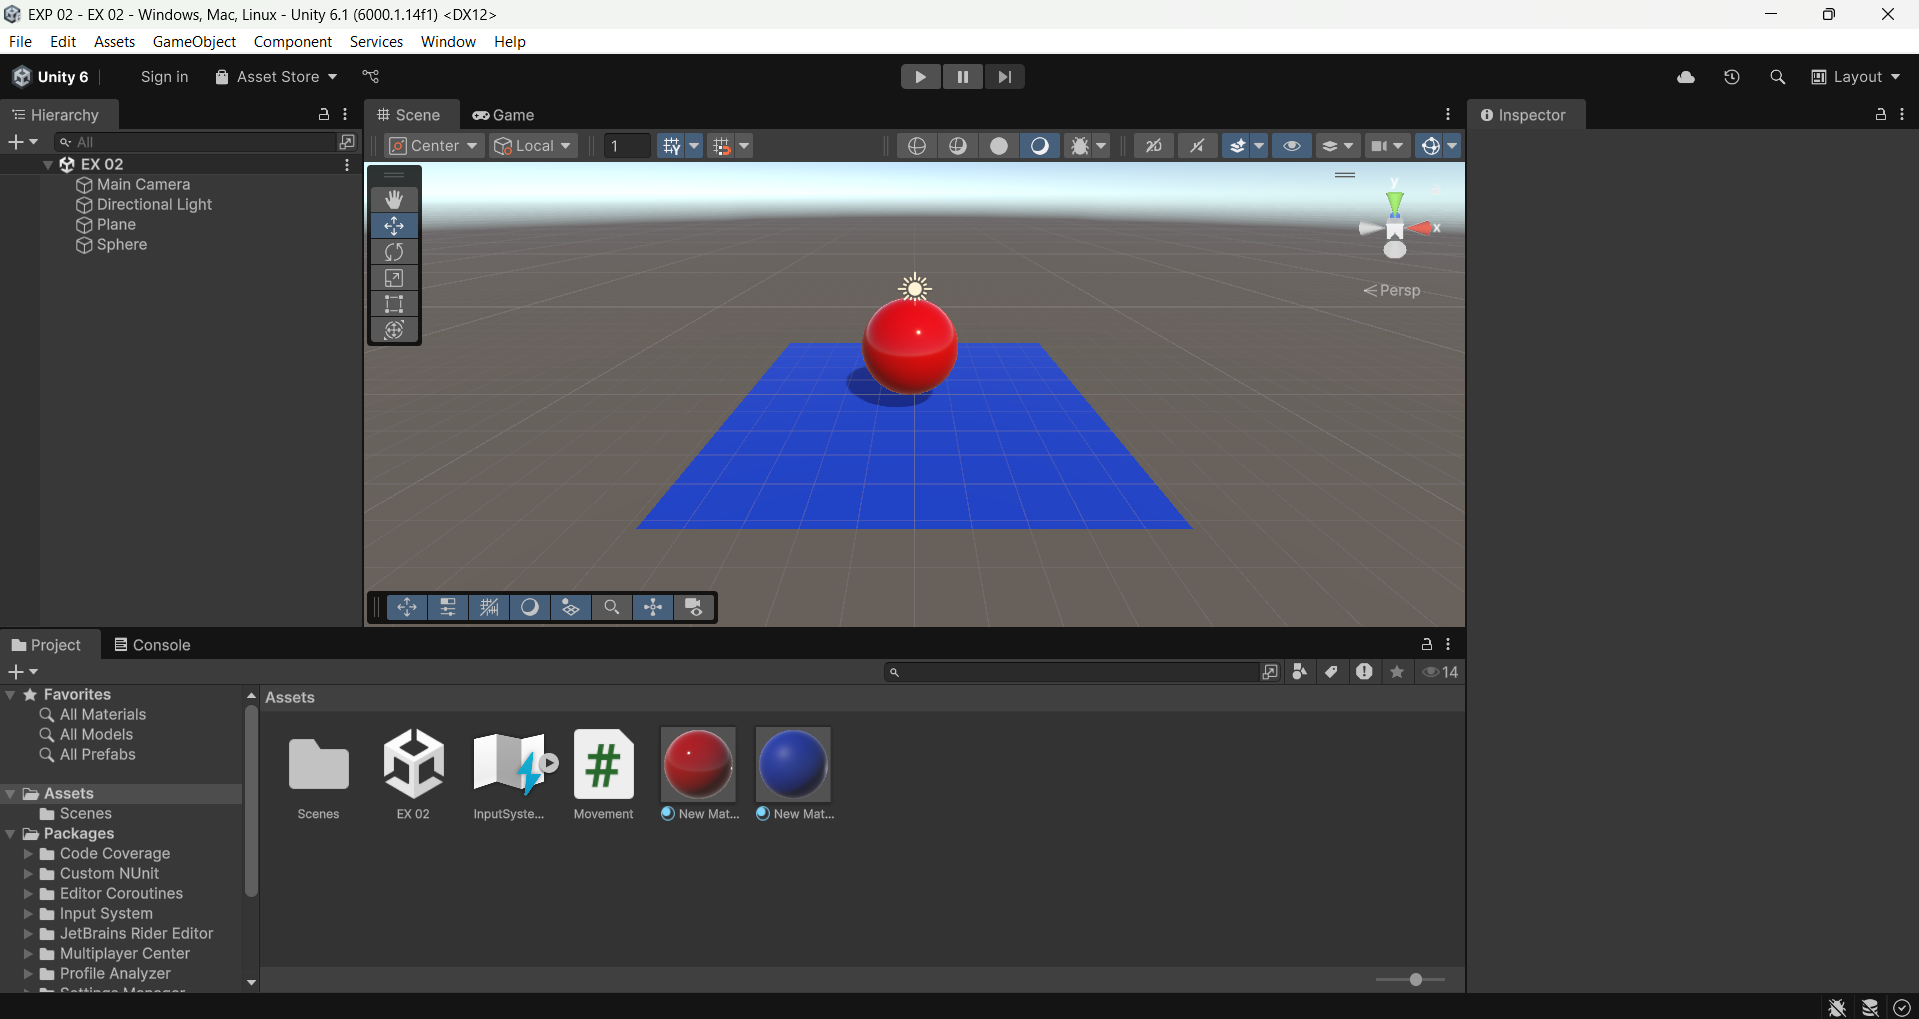 EXP 02 - EX 02 - Windows, Mac, Linux - Unity 6.1 (6000.1.14f1) <DX12>
File Edit Assets GameObject Component Services Window Help
Unity 6 Sign in Asset Store Layout
Hierarchy
All
EX 02
Main Camera
Directional Light
Plane
Sphere
Scene Game
Center Local 1 2D
y
x
Persp
Inspector
Project Console
14
Favorites
All Materials
All Models
All Prefabs
Assets
Scenes
Packages
Code Coverage
Custom NUnit
Editor Coroutines
Input System
JetBrains Rider Editor
Multiplayer Center
Profile Analyzer
Settings Manager
Assets
Scenes EX 02 InputSyste... Movement New Mat... New Mat...